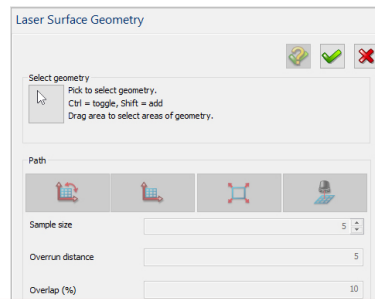 Laser Surface Geometry
Select geometry
Pick to select geometry.
Ctrl = toggle, Shift = add
Drag area to select areas of geometry.
Path
Sample size 5
Overrun distance 5
Overlap (%) 10